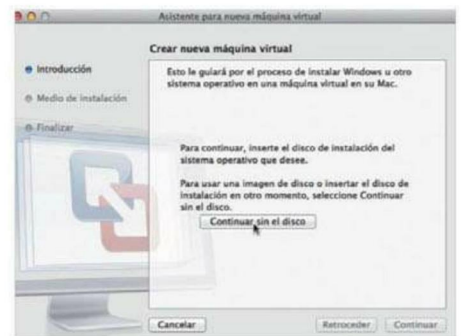 Asistente para nueva máquina virtual
Crear nueva máquina virtual
Introducción
Medio de instalación
Finalizar
Esto le guiará por el proceso de instalar Windows u otro
sistema operativo en una máquina virtual en su Mac.
Para continuar, inserte el disco de instalación del
sistema operativo que desee.
Para usar una imagen de disco o insertar el disco de
instalación en otro momento, seleccione Continuar
sin el disco.
Continuar sin el disco
Cancelar
Retroceder
Continuar